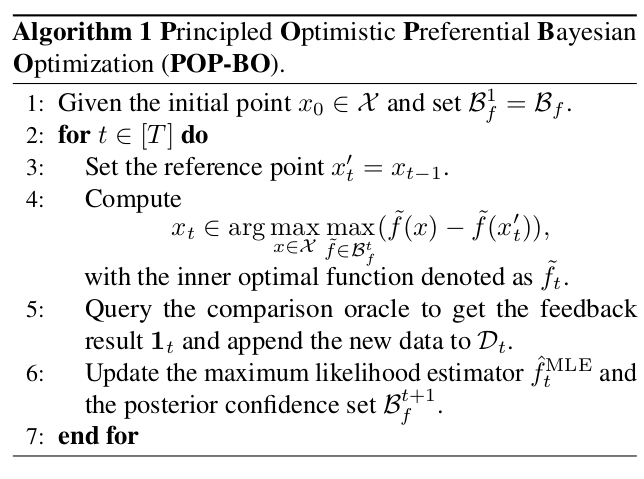 Algorithm 1 Principled Optimistic Preferential Bayesian
Optimization (POP-BO).
1: Given the initial point $x_0 \in \mathcal{X}$ and set $\mathcal{B}_f^1 = \mathcal{B}_f$.
2: for $t \in [T]$ do
3: Set the reference point $x_t' = x_{t-1}$.
4: Compute
$x_t \in \arg\max_{x \in \mathcal{X}} \max_{\tilde{f} \in \mathcal{B}_f^t} (\tilde{f}(x) - \tilde{f}(x_t'))$,
with the inner optimal function denoted as $\tilde{f}_t$.
5: Query the comparison oracle to get the feedback
result $\mathbf{1}_t$ and append the new data to $\mathcal{D}_t$.
6: Update the maximum likelihood estimator $\hat{f}_t^{\mathrm{MLE}}$ and
the posterior confidence set $\mathcal{B}_f^{t+1}$.
7: end for